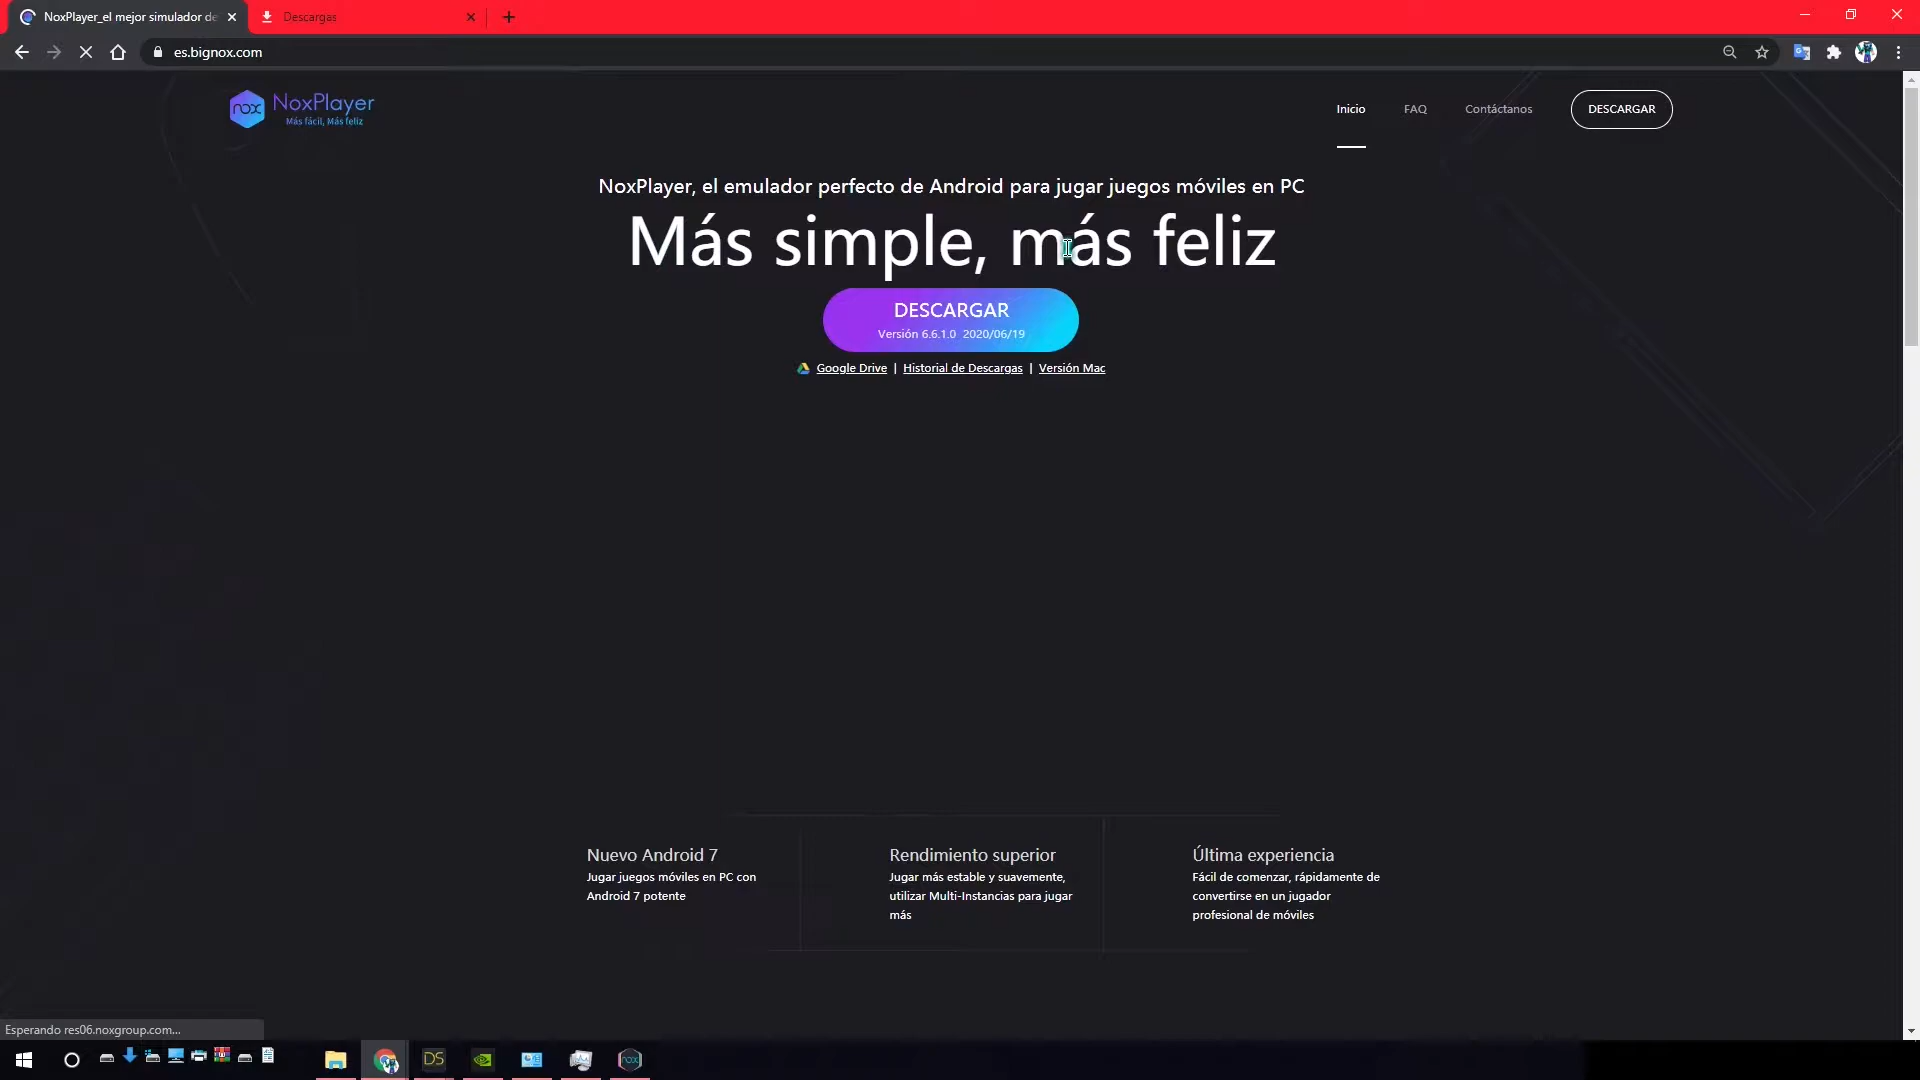 NoxPlayer_el mejor simulador de
Descargas
es.bignox.com
nox
NoxPlayer
Más fácil, Más feliz
Inicio
FAQ
Contáctanos
DESCARGAR
NoxPlayer, el emulador perfecto de Android para jugar juegos móviles en PC
Más simple, más feliz
DESCARGAR
Versión 6.6.1.0 2020/06/19
Google Drive | Historial de Descargas | Versión Mac
Nuevo Android 7
Jugar juegos móviles en PC con
Android 7 potente
Rendimiento superior
Jugar más estable y suavemente,
utilizar Multi-Instancias para jugar
más
Última experiencia
Fácil de comenzar, rápidamente de
convertirse en un jugador
profesional de móviles
Esperando res06.noxgroup.com...
DS
nox